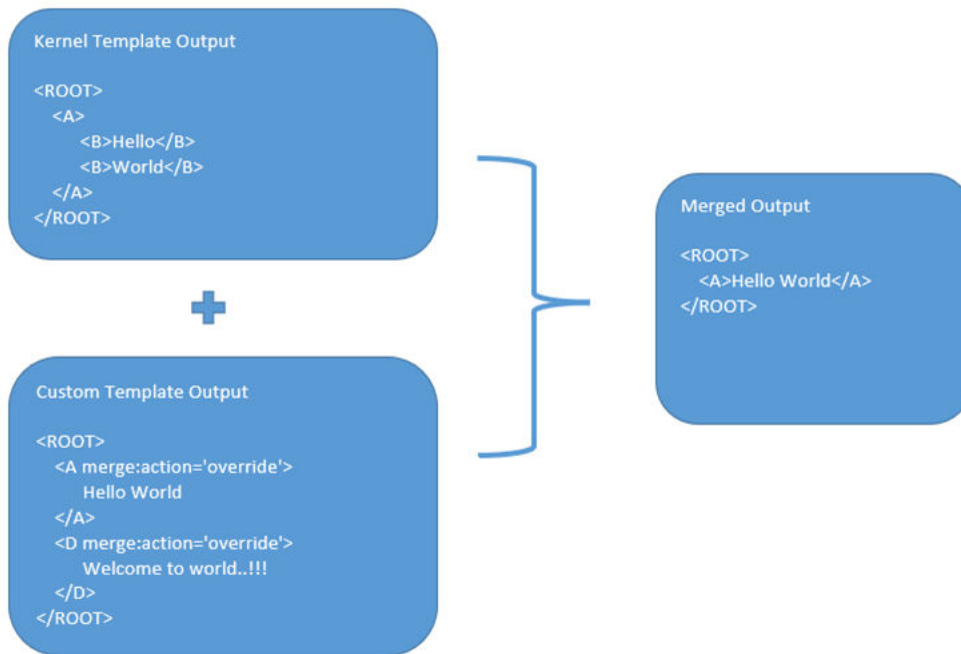 Kernel Template Output
<ROOT>
<A>
<B>Hello</B>
<B>World</B>
</A>
</ROOT>
Custom Template Output
<ROOT>
<A merge:action='override'>
Hello World
</A>
<D merge:action='override'>
Welcome to world..!!!
</D>
</ROOT>
Merged Output
<ROOT>
<A>Hello World</A>
</ROOT>